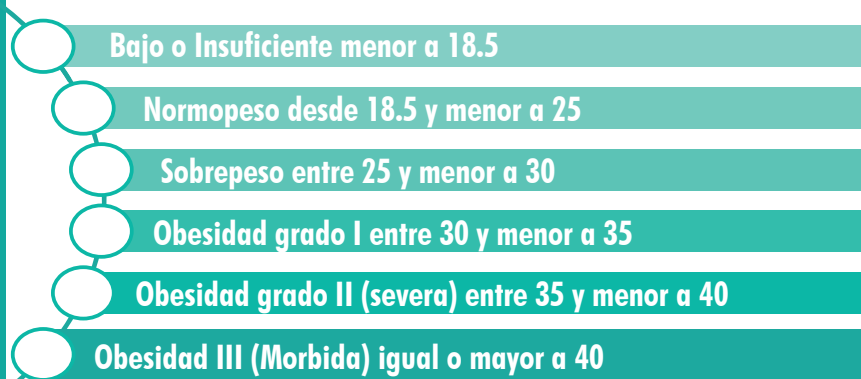 Bajo o Insuficiente menor a 18.5
Normopeso desde 18.5 y menor a 25
Sobrepeso entre 25 y menor a 30
Obesidad grado I entre 30 y menor a 35
Obesidad grado II (severa) entre 35 y menor a 40
Obesidad III (Morbida) igual o mayor a 40